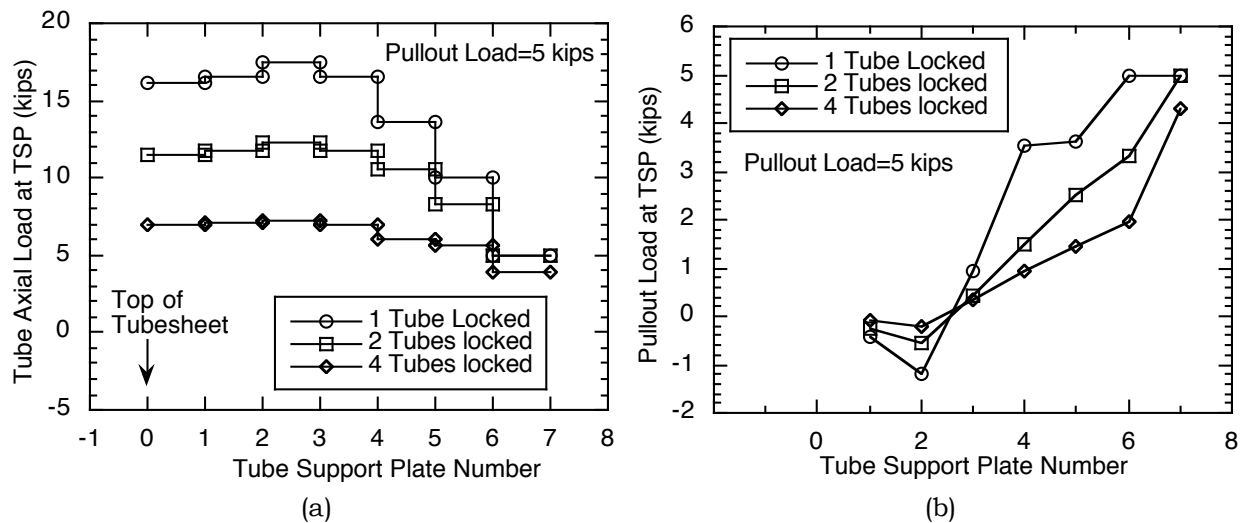 20
15
10
5
0
-5
Tube Axial Load at TSP (kips)
Pullout Load=5 kips
Top of
Tubesheet
1 Tube Locked
2 Tubes locked
4 Tubes locked
-1 0 1 2 3 4 5 6 7 8
Tube Support Plate Number
(a)
6
5
4
3
2
1
0
-1
-2
Pullout Load at TSP (kips)
1 Tube Locked
2 Tubes locked
4 Tubes locked
Pullout Load=5 kips
0 2 4 6 8
Tube Support Plate Number
(b)